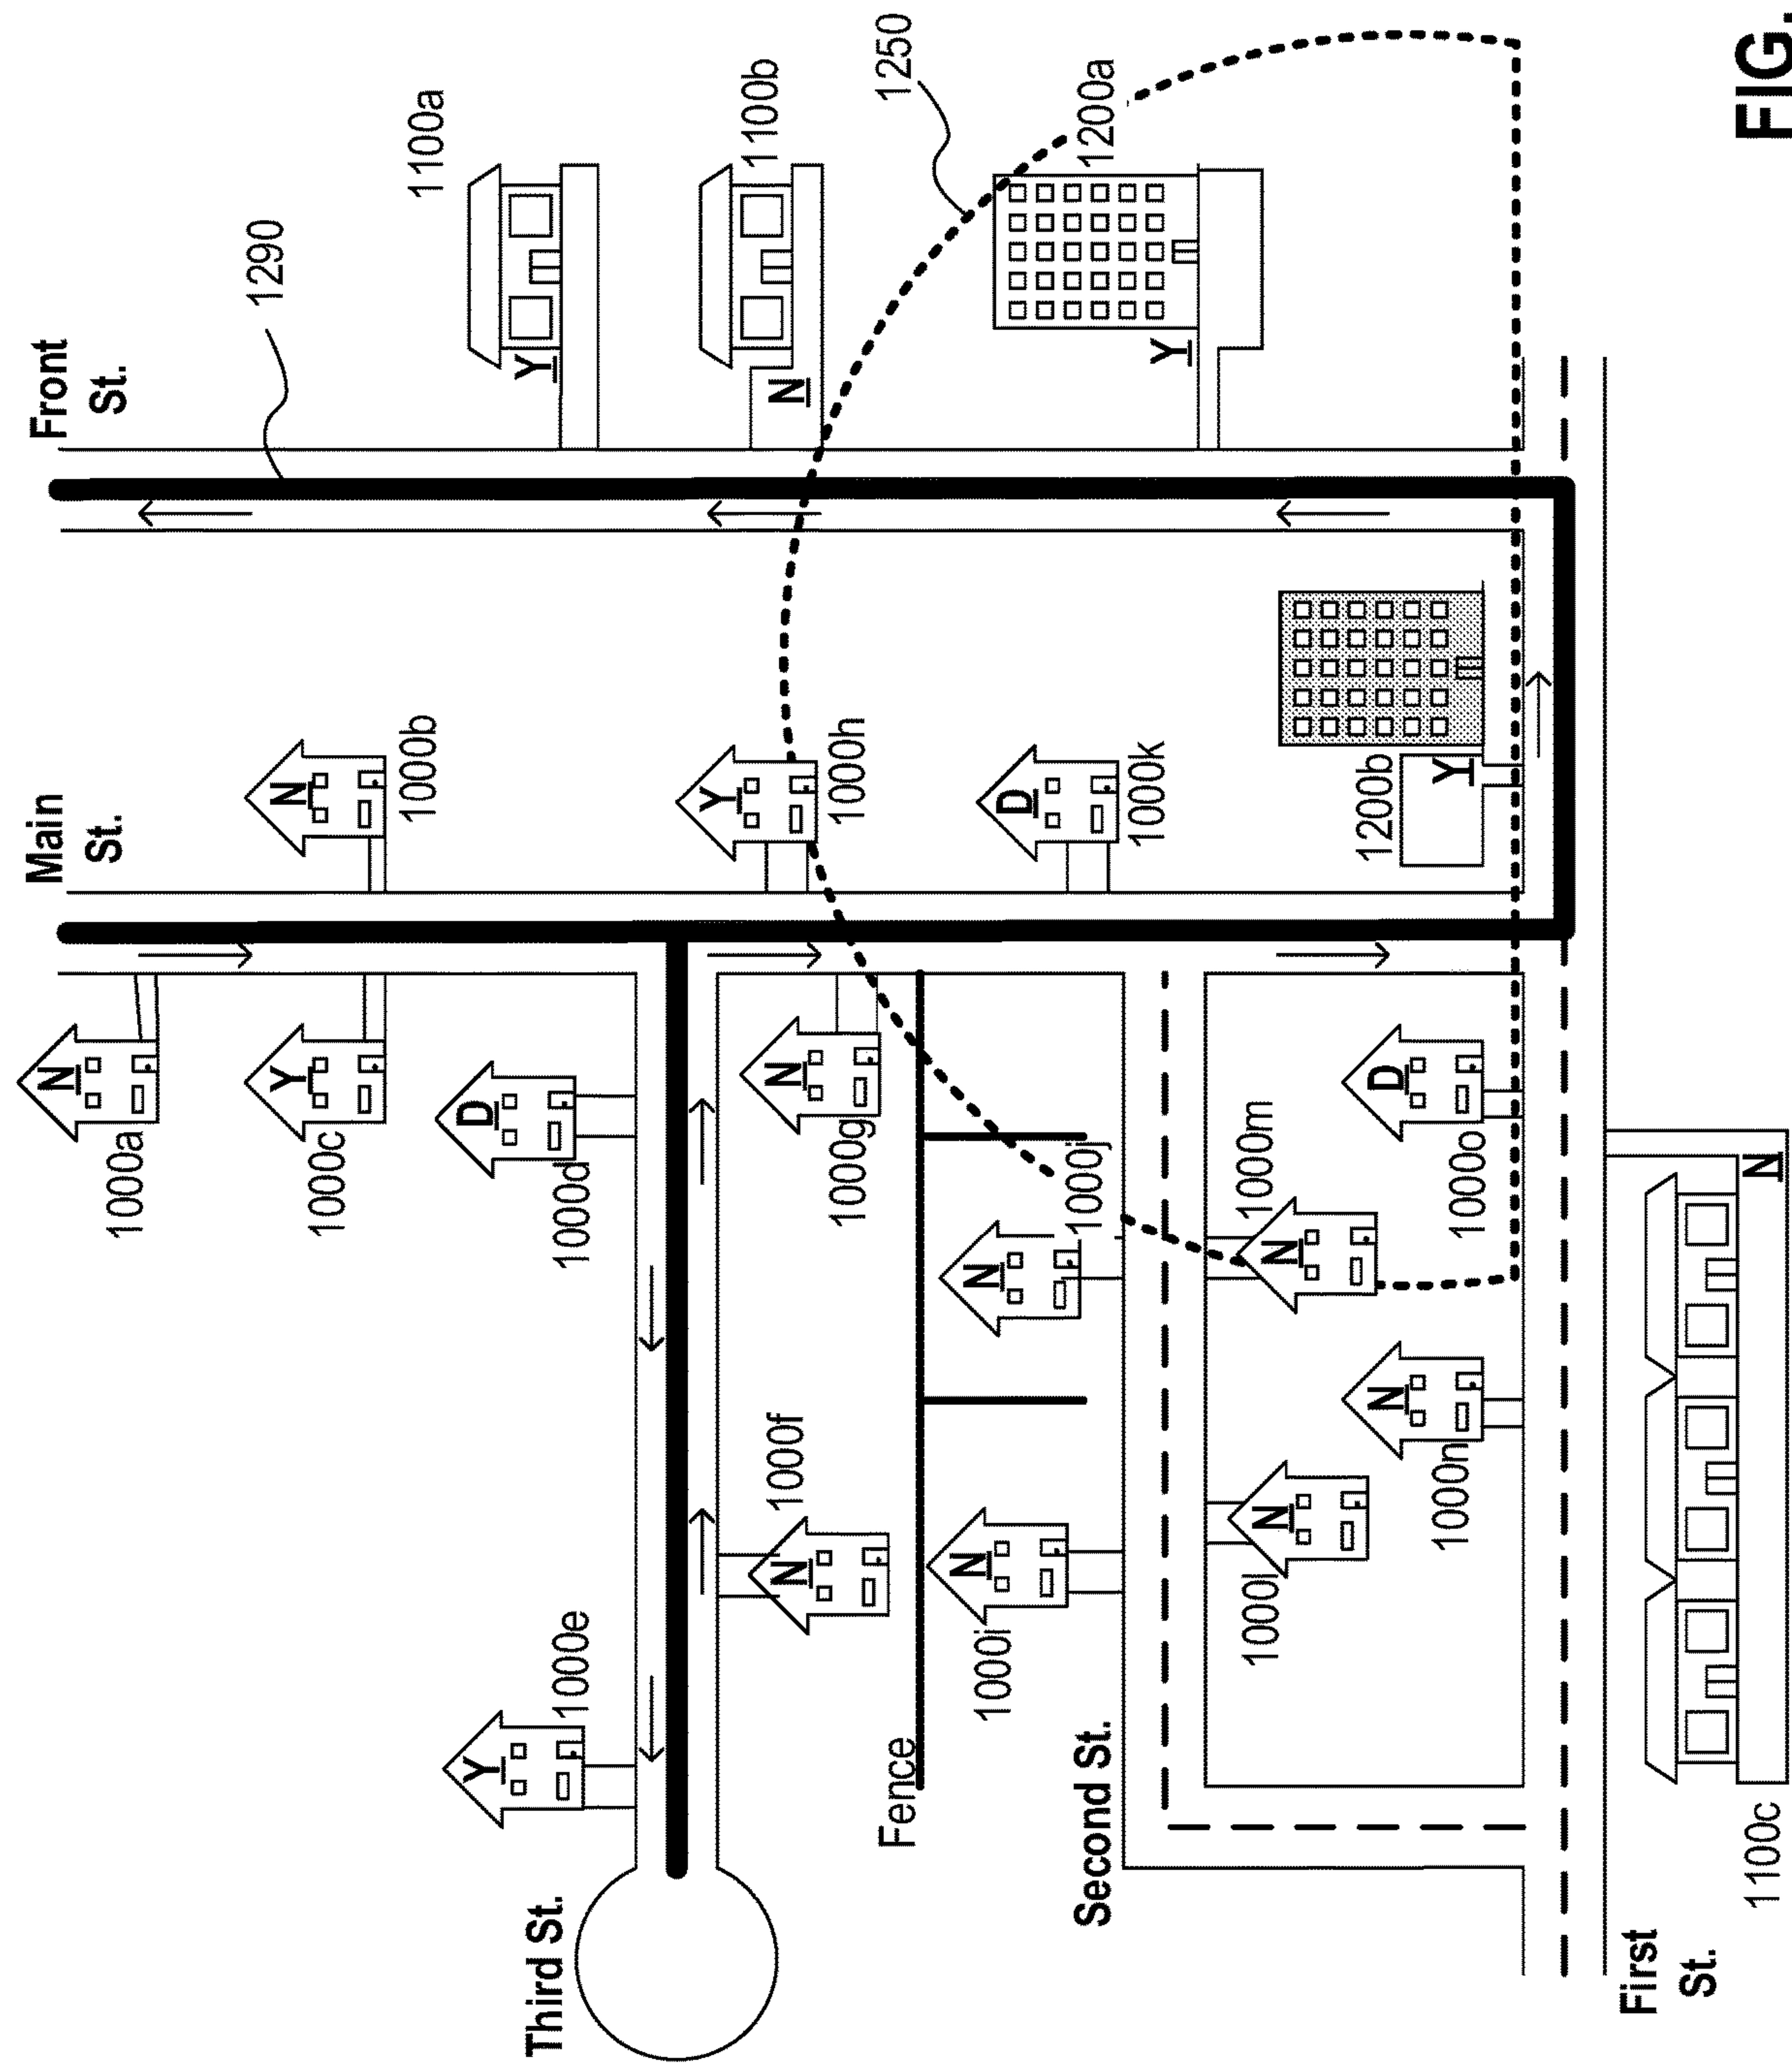 Main
St.
Front
St.
N
1000a
1290
N
1000b
Y
1000c
1000d
D
1100a
Y
Third St.
1000e
Y
1100b
N
1000h
Y
1000f
N
1000g
N
1250
Fence
1000i
N
1000j
N
1000k
D
1200a
Y
Second St.
1000l
N
1000m
N
1200b
Y
1000n
N
1000o
D
First
St.
1100c
N
FIG.